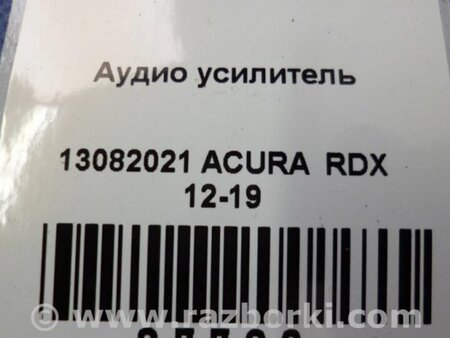 Аудио усилитель
13082021 ACURA RDX
12-19
www.razborki.com